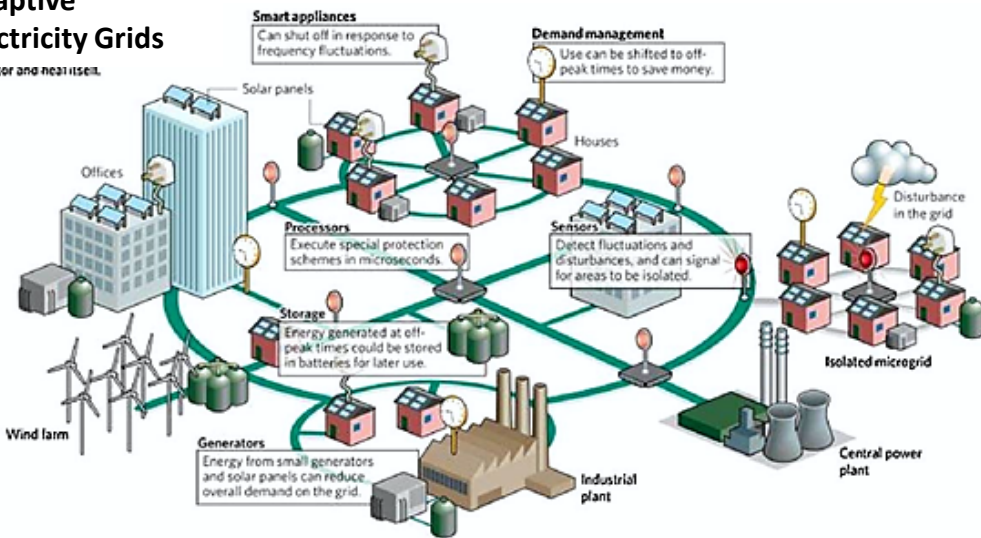 aptive
ctricity Grids
gor and heal itself.
Smart appliances
Can shut off in response to
frequency fluctuations.
Demand management
Use can be shifted to off-
peak times to save money.
Solar panels
Houses
Offices
Disturbance
in the grid
Processors
Execute special protection
schemes in microseconds.
Sensors
Detect fluctuations and
disturbances, and can signal
for areas to be isolated.
Storage
Energy generated at off-
peak times could be stored
in batteries for later use.
Isolated microgrid
Wind farm
Generators
Energy from small generators
and solar panels can reduce
overall demand on the grid.
Industrial
plant
Central power
plant